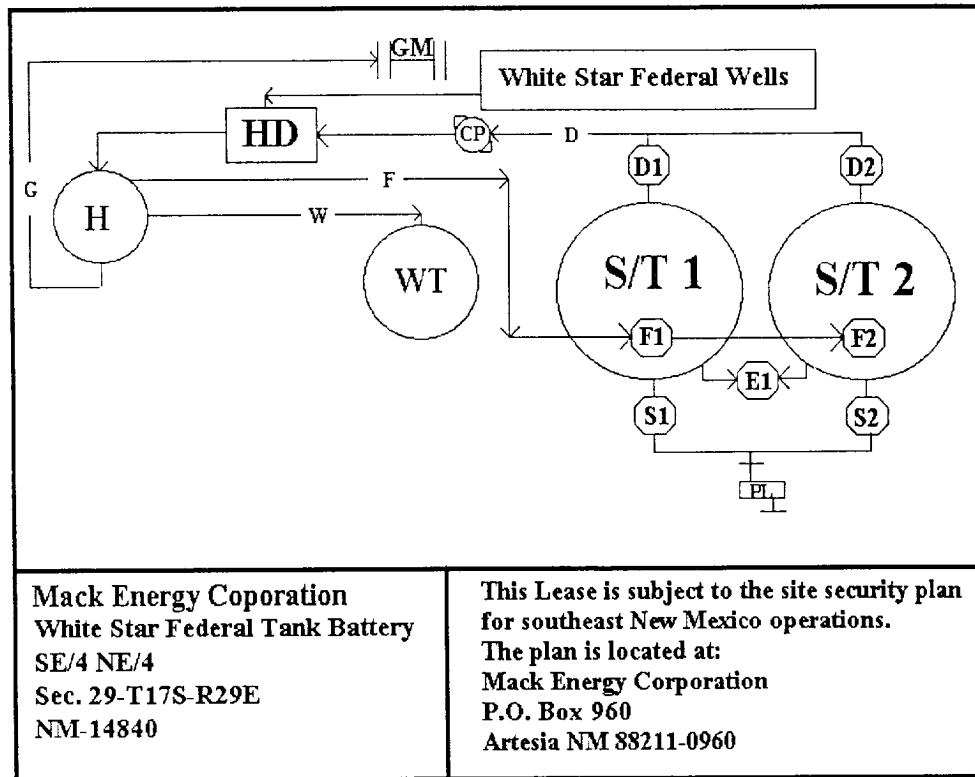 GM
White Star Federal Wells
HD
CP
D
D1
D2
G
F
H
W
WT
S/T 1
S/T 2
F1
F2
E1
S1
S2
PL
Mack Energy Coporation
White Star Federal Tank Battery
SE/4 NE/4
Sec. 29-T17S-R29E
NM-14840
This Lease is subject to the site security plan
for southeast New Mexico operations.
The plan is located at:
Mack Energy Corporation
P.O. Box 960
Artesia NM 88211-0960